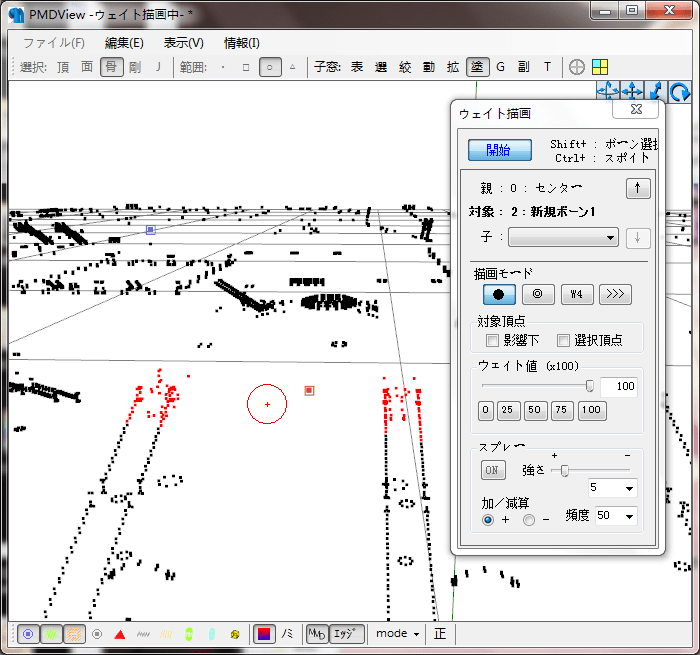 PMDView -ウェイト描画中- *
ファイル(F) 編集(E) 表示(V) 情報(I)
選択: 頂 面 骨 剛 J 範囲: 子窓: 表 選 絞 動 拡 塗 G 副 T
ウェイト描画
開始
Shift+ : ボーン選択
Ctrl+ : スポイト
親 : 0 : センター ↑
対象 : 2 : 新規ボーン1
子 : ↓
描画モード
● ◎ W4 >>>
対象頂点
影響下 選択頂点
ウェイト値 (x100)
100
0 25 50 75 100
スプレー
ON 強さ + -
5
加/減算
+ - 頻度 50
ノミ MMD ｴｯｼﾞ mode 正